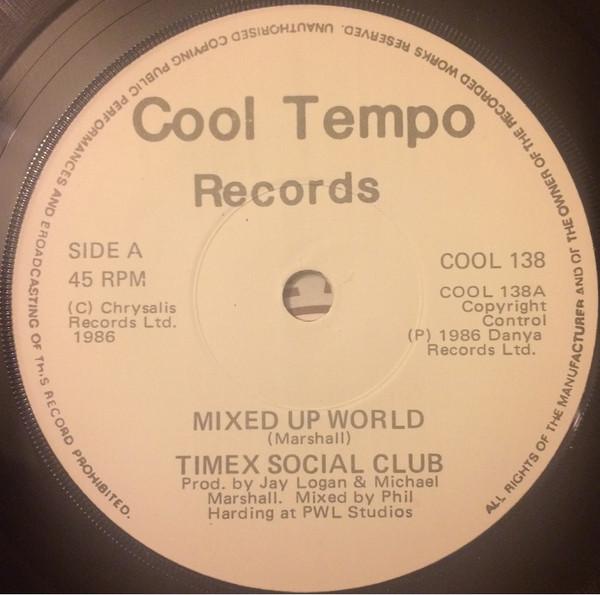 ALL RIGHTS OF THE MANUFACTURER AND OF THE OWNER OF THE RECORDED WORKS RESERVED. UNAUTHORISED COPYING PUBLIC PERFORMANCES AND BROADCASTING OF THIS RECORD PROHIBITED.
Cool Tempo
Records
SIDE A
45 RPM
(C) Chrysalis
Records Ltd.
1986
COOL 138
COOL 138A
Copyright
Control
(P) 1986 Danya
Records Ltd.
MIXED UP WORLD
(Marshall)
TIMEX SOCIAL CLUB
Prod. by Jay Logan & Michael
Marshall. Mixed by Phil
Harding at PWL Studios